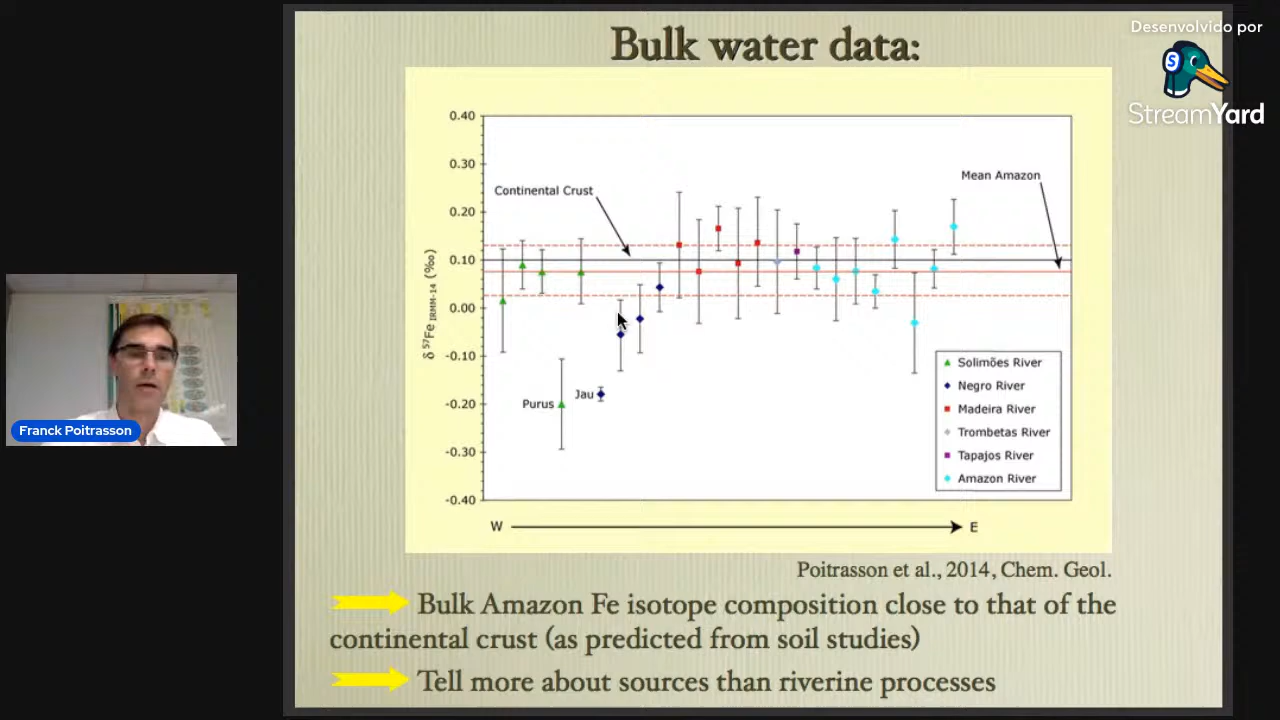 Bulk water data:
Desenvolvido por
StreamYard
0.40
0.30
0.20
0.10
0.00
-0.10
-0.20
-0.30
-0.40
δ 57Fe IRMM-14 (‰)
Continental Crust
Mean Amazon
Purus
Jau
Solimões River
Negro River
Madeira River
Trombetas River
Tapajos River
Amazon River
W
E
Poitrasson et al., 2014, Chem. Geol.
Bulk Amazon Fe isotope composition close to that of the
continental crust (as predicted from soil studies)
Tell more about sources than riverine processes
Franck Poitrasson